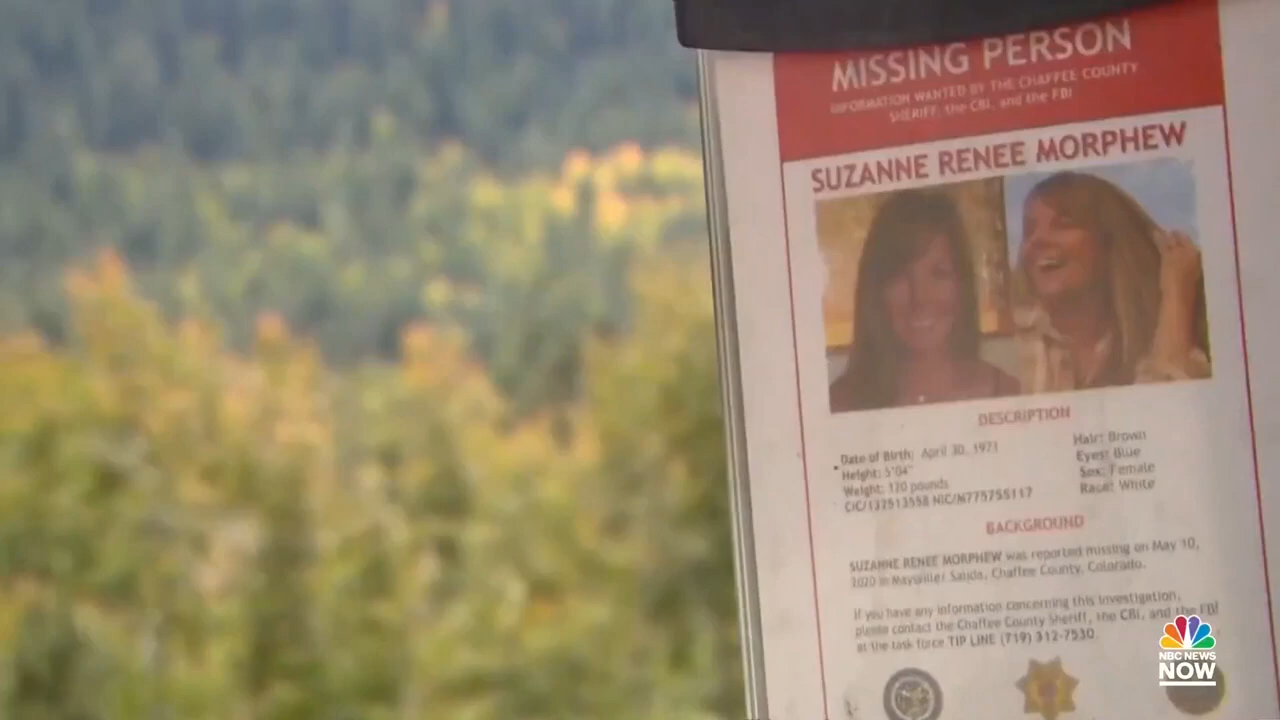 MISSING PERSON
INFORMATION WANTED BY THE CHAFFEE COUNTY
SHERIFF, the CBI, and the FBI
SUZANNE RENEE MORPHEW
DESCRIPTION
Date of Birth: April 30, 1971
Height: 5'04"
Weight: 120 pounds
CIC/132513558 NIC/M775755117
Hair: Brown
Eyes: Blue
Sex: Female
Race: White
BACKGROUND
SUZANNE RENEE MORPHEW was reported missing on May 10,
2020 in Maysville/ Salida, Chaffee County, Colorado.
If you have any information concerning this investigation,
please contact the Chaffee County Sheriff, the CBI, and the FBI
at the task force TIP LINE (719) 312-7530.
NBC NEWS
NOW